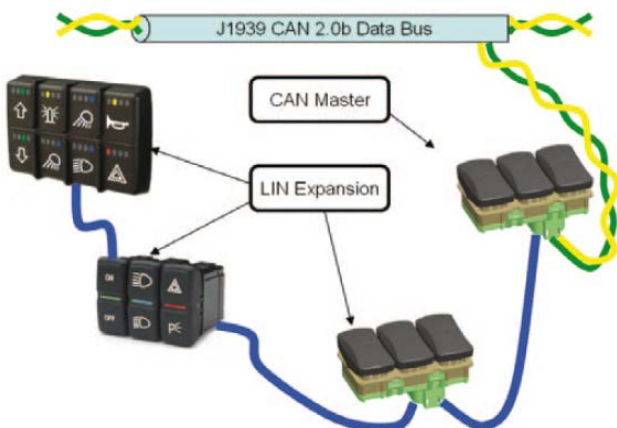 J1939 CAN 2.0b Data Bus
CAN Master
LIN Expansion
ON
OFF